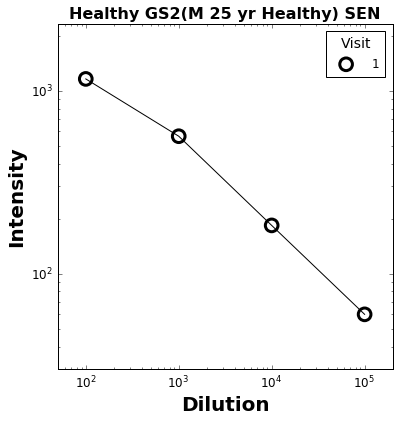 Healthy GS2(M 25 yr Healthy) SEN
Visit
1
Intensity
10³
10²
10² 10³ 10⁴ 10⁵
Dilution